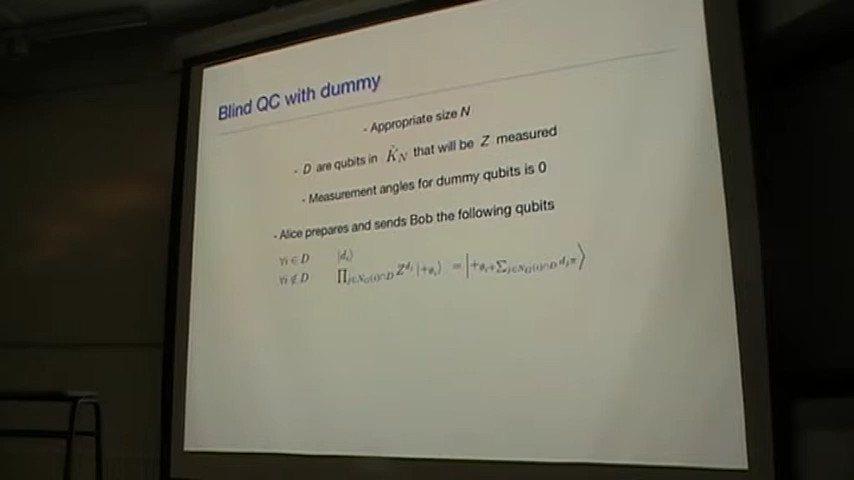 Blind QC with dummy
- Appropriate size N
- D are qubits in K̃_N that will be Z measured
- Measurement angles for dummy qubits is 0
- Alice prepares and sends Bob the following qubits
∀i ∈ D |d_i⟩
∀i ∉ D ∏_{j∈N_G(i)∩D} Z^{d_j} |+_{θ_i}⟩ = |+_{θ_i+∑_{j∈N_G(i)∩D} d_jπ}⟩